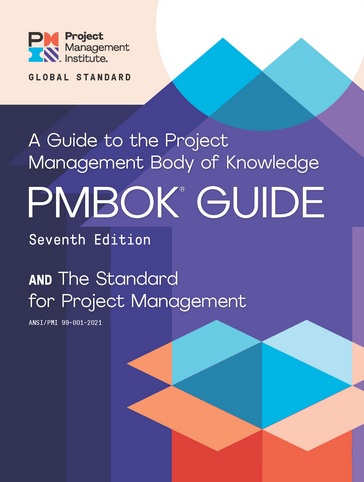 PM
Project
Management
Institute.
GLOBAL STANDARD
A Guide to the Project
Management Body of Knowledge
PMBOK® GUIDE
Seventh Edition
AND The Standard
for Project Management
ANSI/PMI 99-001-2021